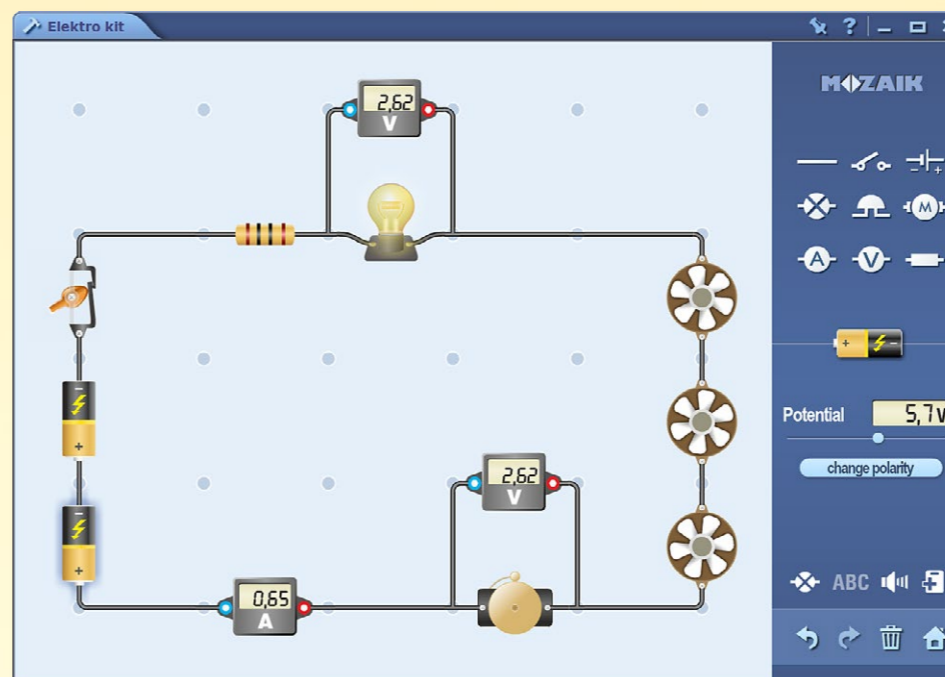 Elektro kit
?
MOZAIK
2,62
V
- +
M
A V
+ -
Potential 5,7V
change polarity
-
+
2,62
V
-
+
0,65
A
ABC